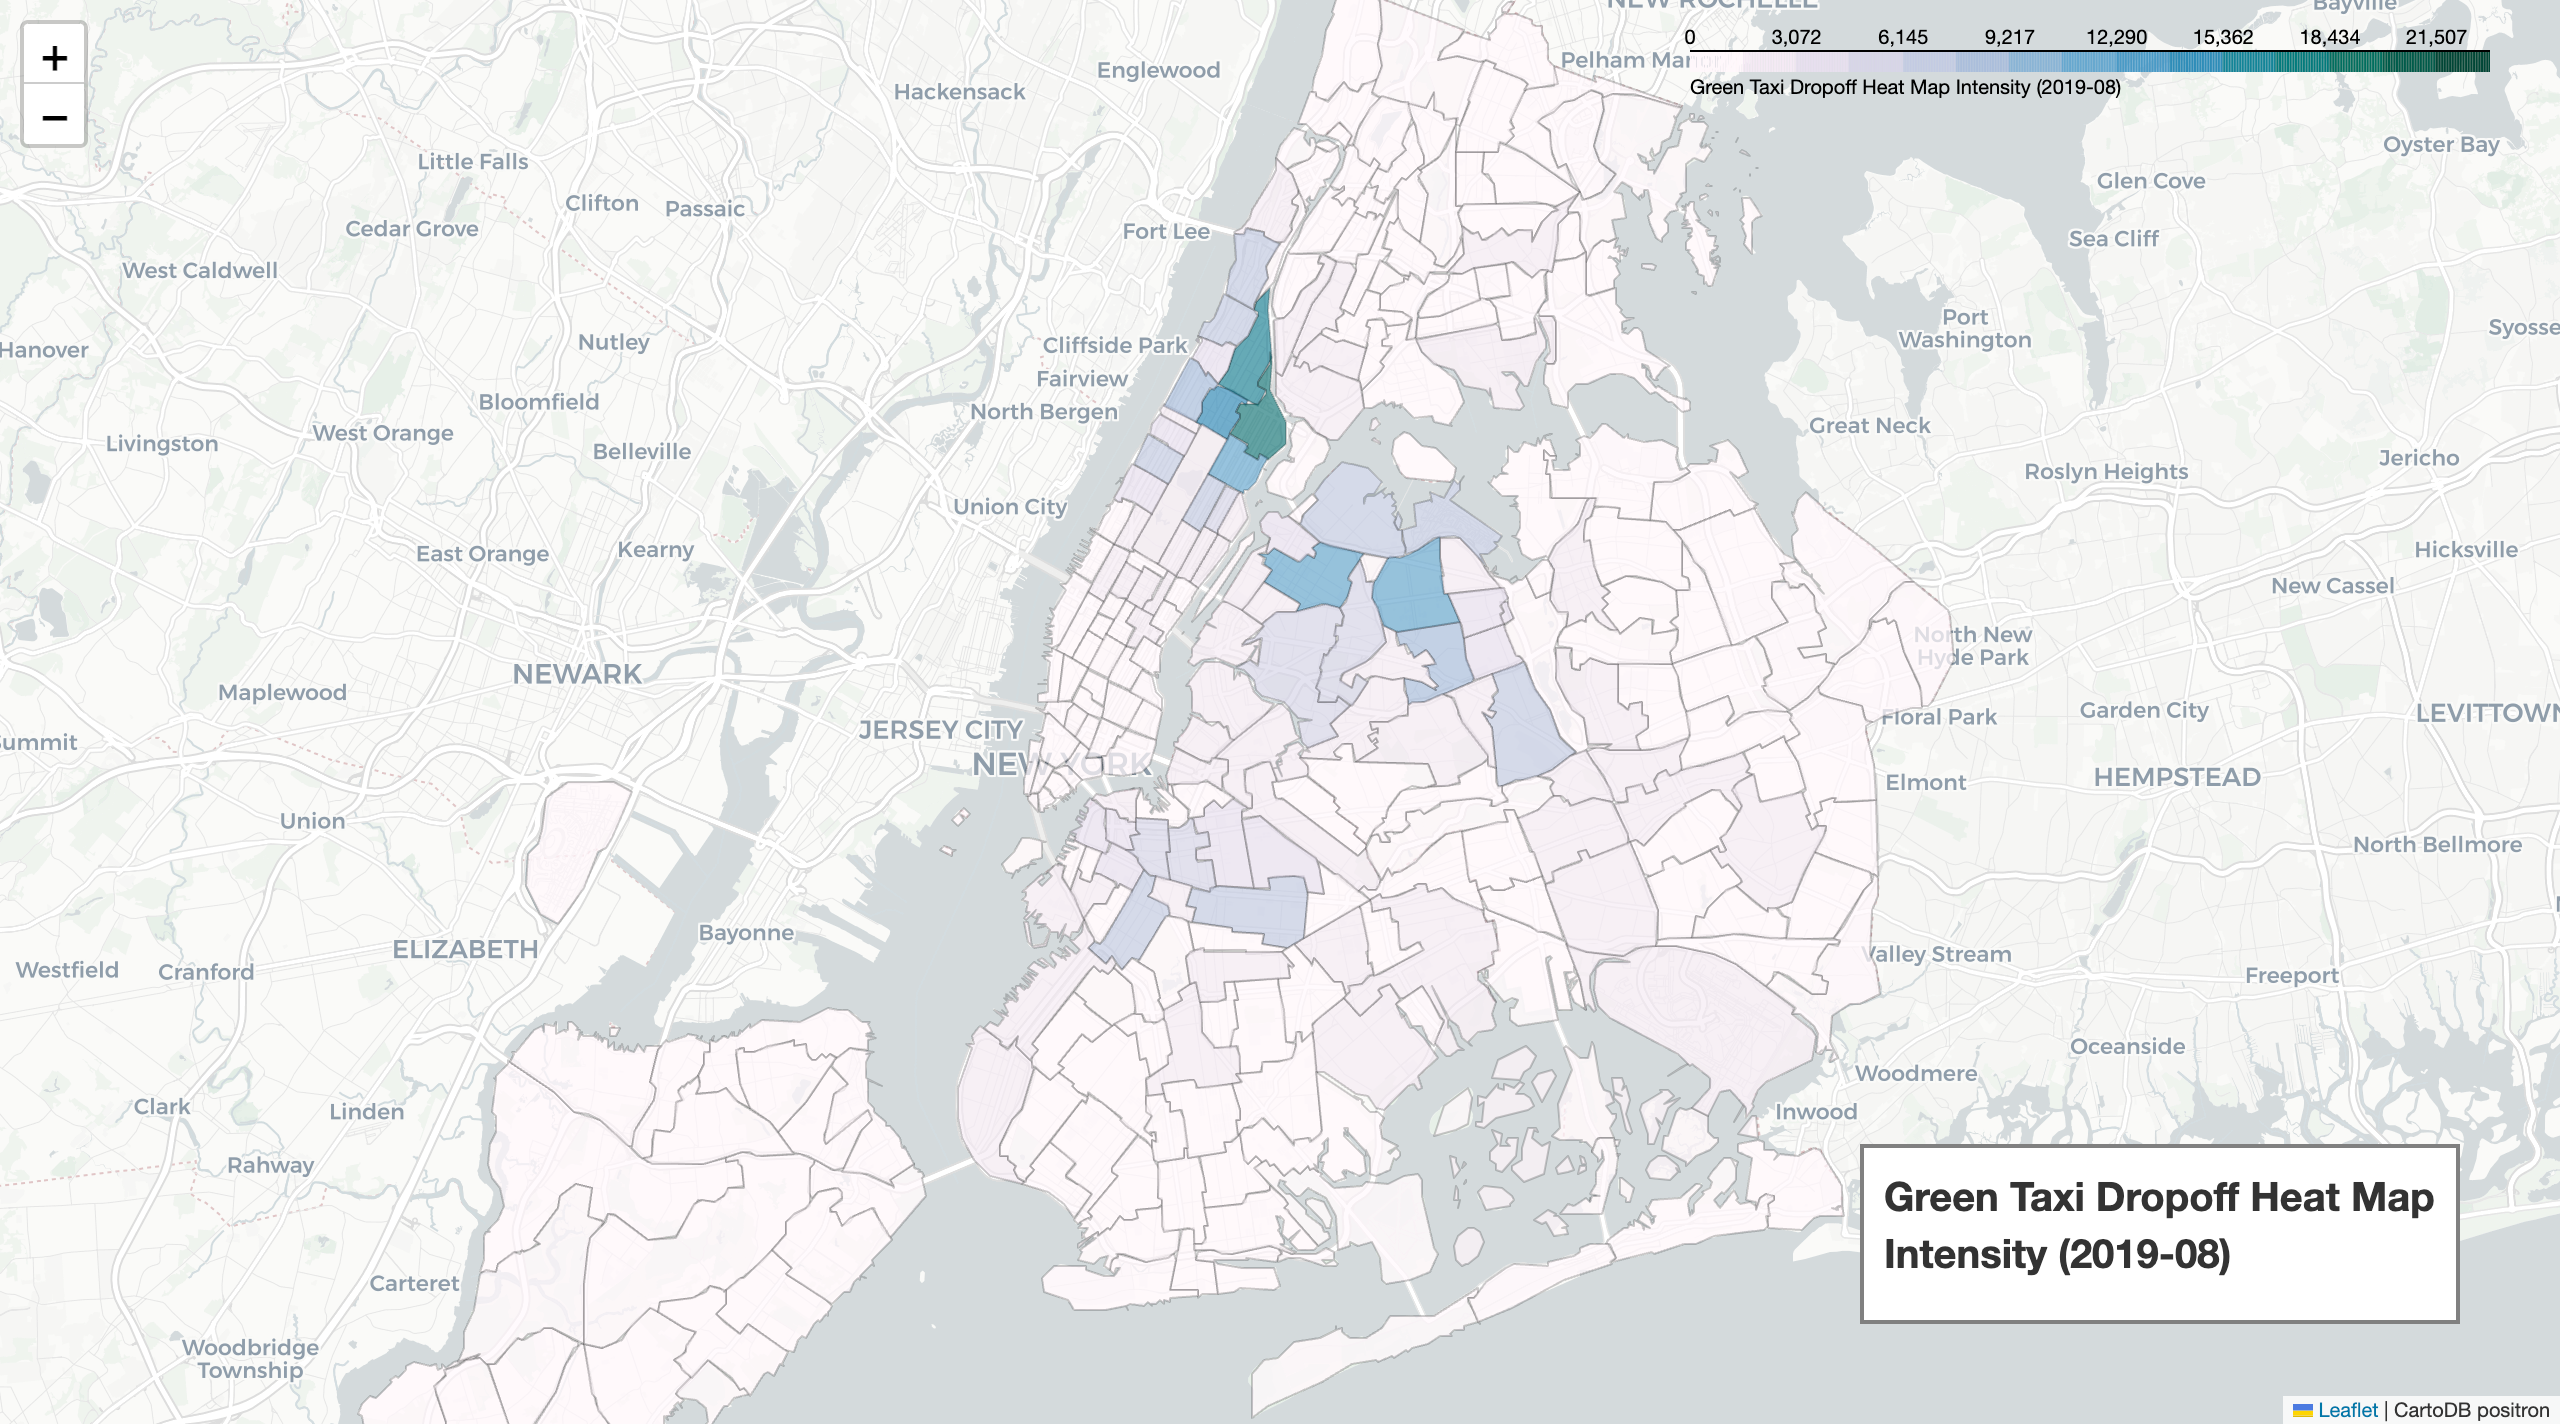 +
−
NEW ROCHELLE
Bayville
0 3,072 6,145 9,217 12,290 15,362 18,434 21,507
Green Taxi Dropoff Heat Map Intensity (2019-08)
Pelham Manor
Englewood
Hackensack
Oyster Bay
Little Falls
Glen Cove
Clifton
Passaic
Cedar Grove
Fort Lee
Sea Cliff
West Caldwell
Port
Washington
Syosse
Nutley
Cliffside Park
Hanover
Fairview
Bloomfield
North Bergen
Great Neck
West Orange
Livingston
Belleville
Jericho
Roslyn Heights
Union City
East Orange
Kearny
Hicksville
New Cassel
North New
Hyde Park
NEWARK
Maplewood
Floral Park
Garden City
LEVITTOWN
JERSEY CITY
Summit
NEW YORK
HEMPSTEAD
Elmont
Union
North Bellmore
Bayonne
ELIZABETH
Valley Stream
Westfield
Cranford
Freeport
Oceanside
Woodmere
Clark
Linden
Inwood
Rahway
Green Taxi Dropoff Heat Map
Intensity (2019-08)
Carteret
Woodbridge
Township
Leaflet | CartoDB positron